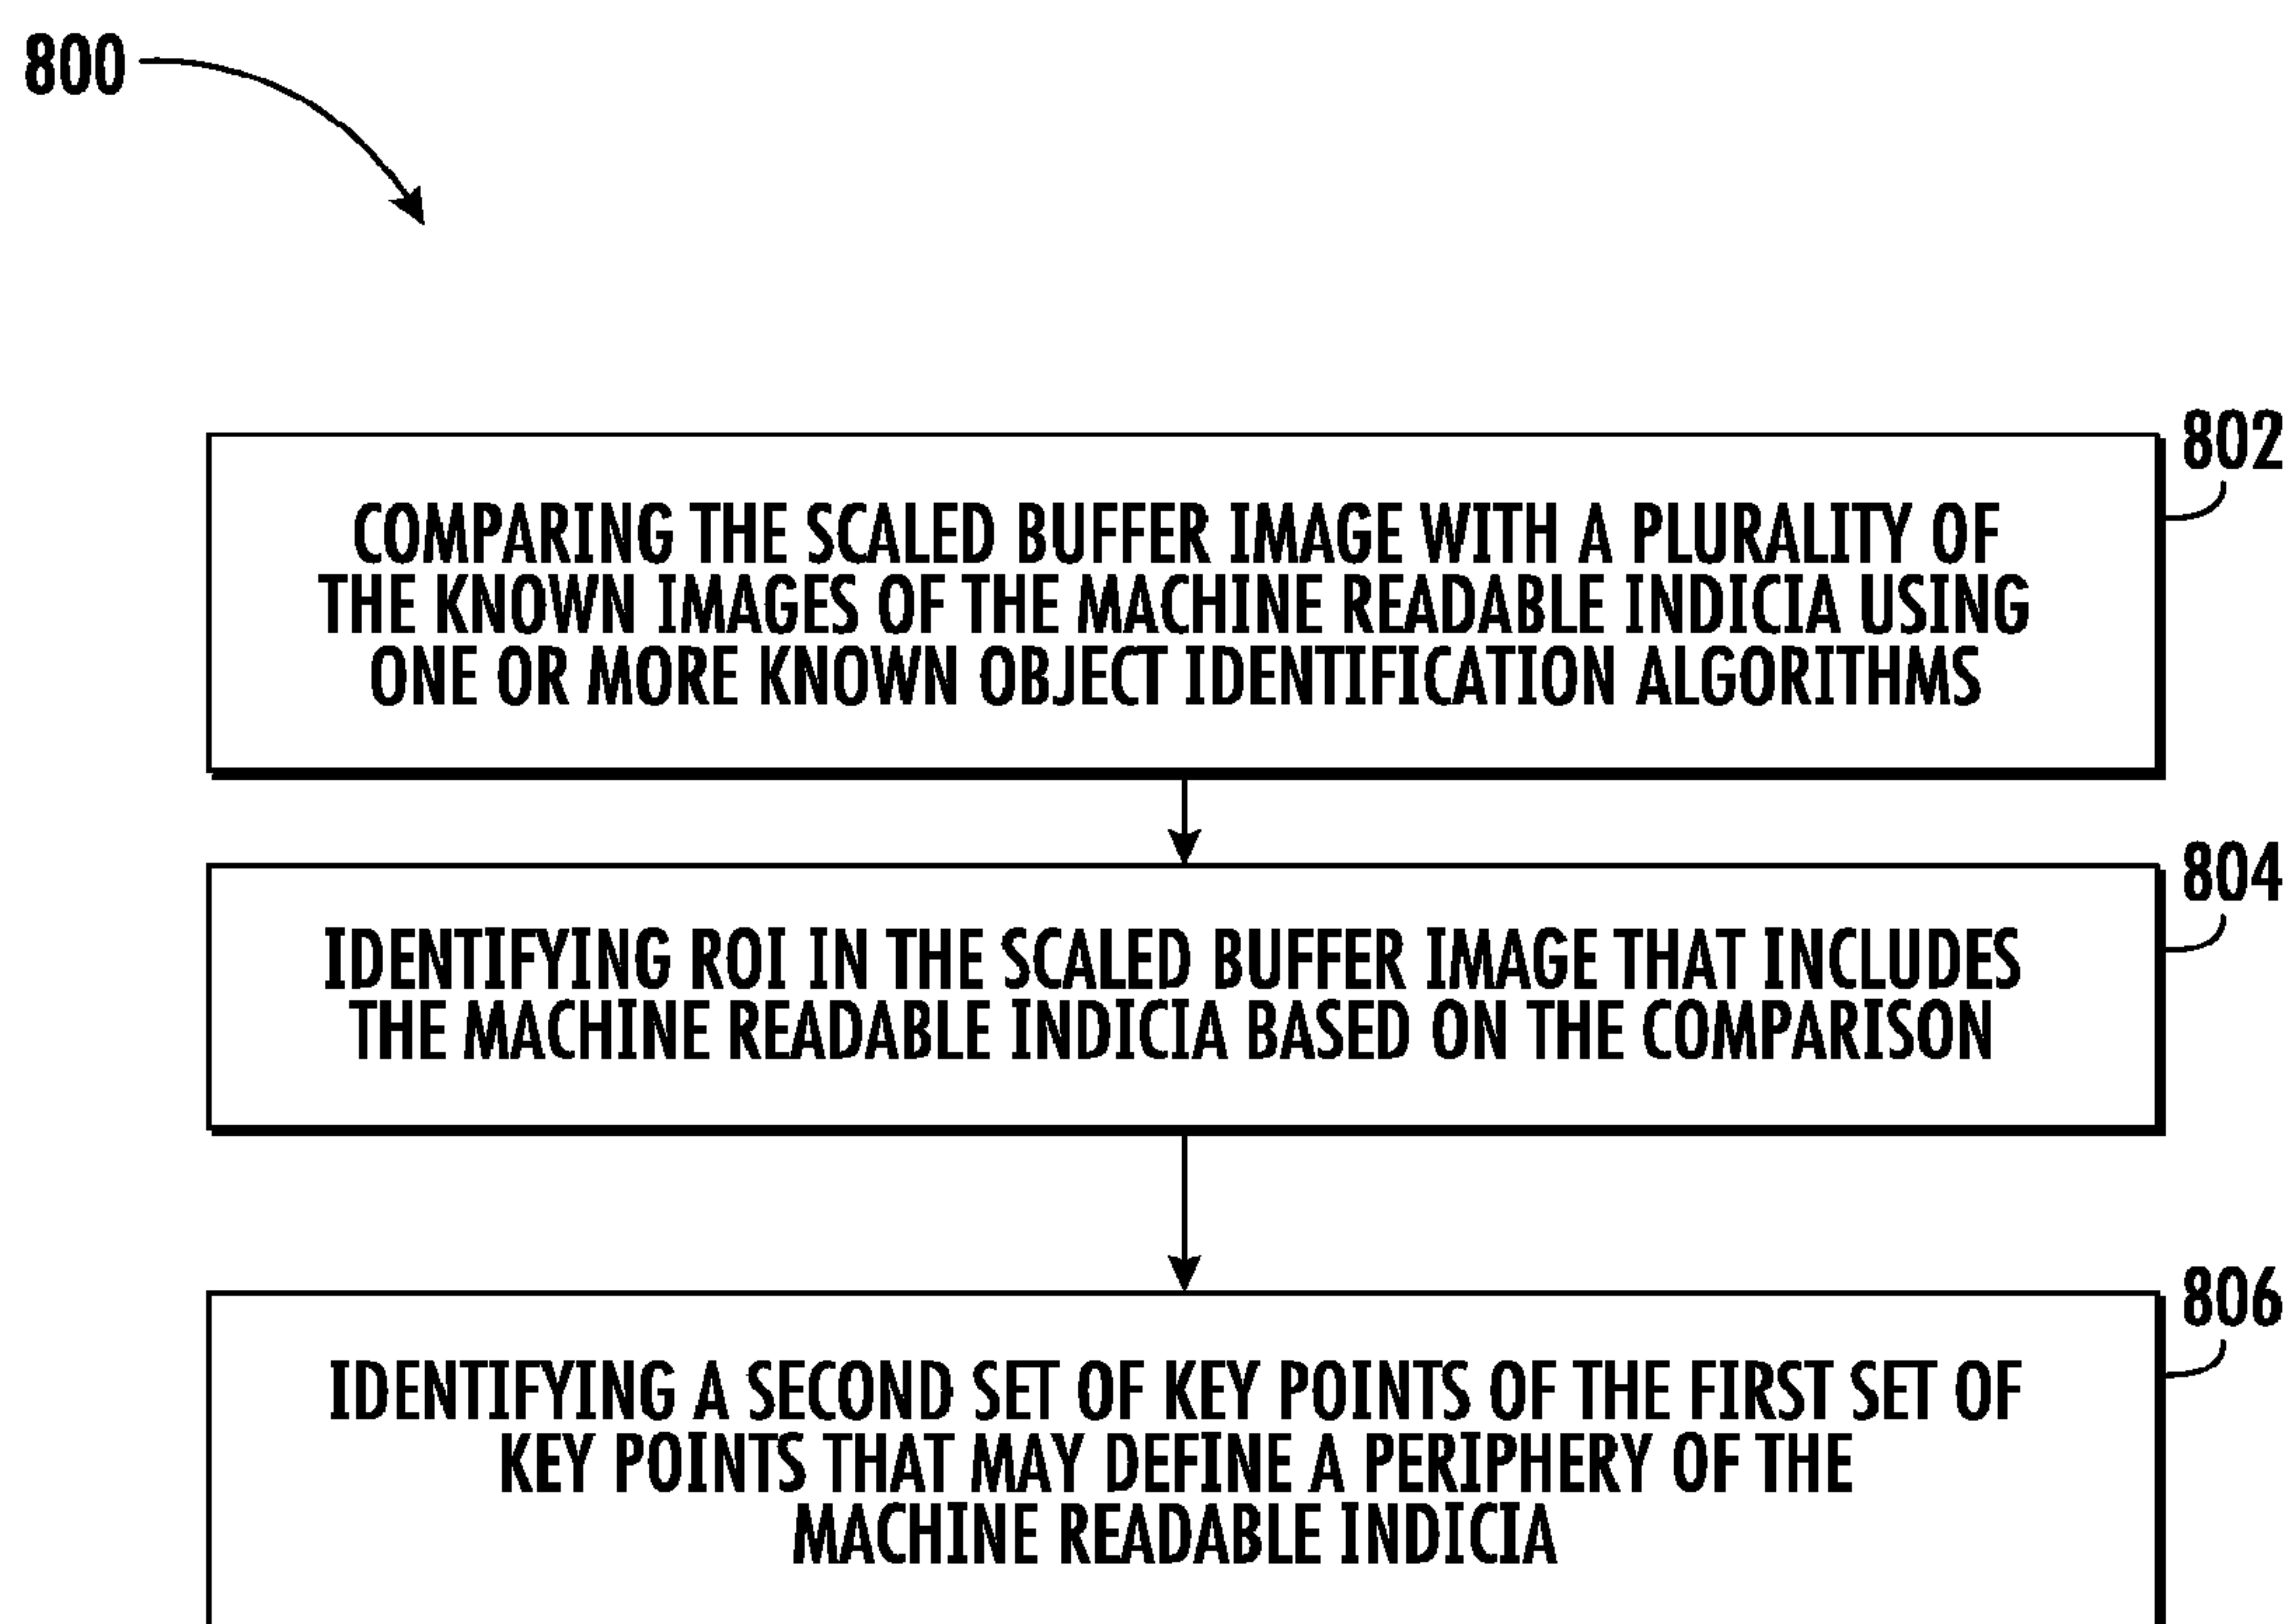 800
802
COMPARING THE SCALED BUFFER IMAGE WITH A PLURALITY OF
THE KNOWN IMAGES OF THE MACHINE READABLE INDICIA USING
ONE OR MORE KNOWN OBJECT IDENTIFICATION ALGORITHMS
804
IDENTIFYING ROI IN THE SCALED BUFFER IMAGE THAT INCLUDES
THE MACHINE READABLE INDICIA BASED ON THE COMPARISON
806
IDENTIFYING A SECOND SET OF KEY POINTS OF THE FIRST SET OF
KEY POINTS THAT MAY DEFINE A PERIPHERY OF THE
MACHINE READABLE INDICIA